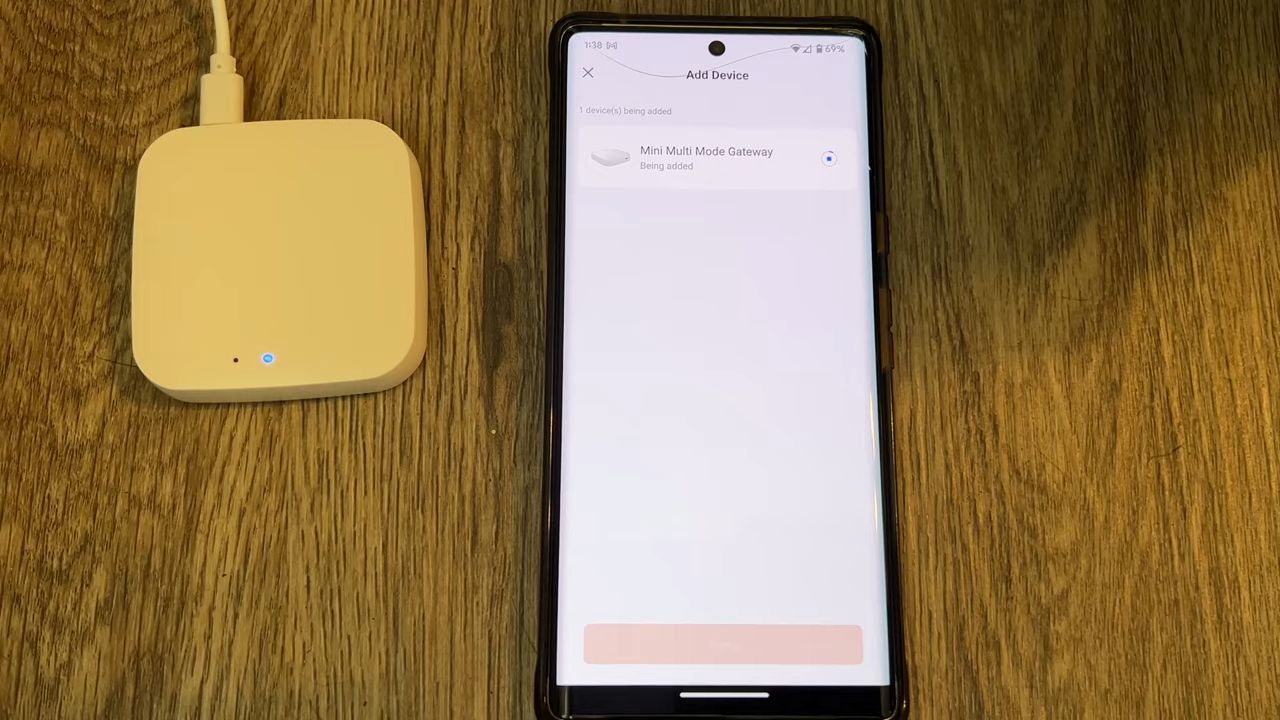 1:38
69%
Add Device
1 device(s) being added
Mini Multi Mode Gateway
Being added